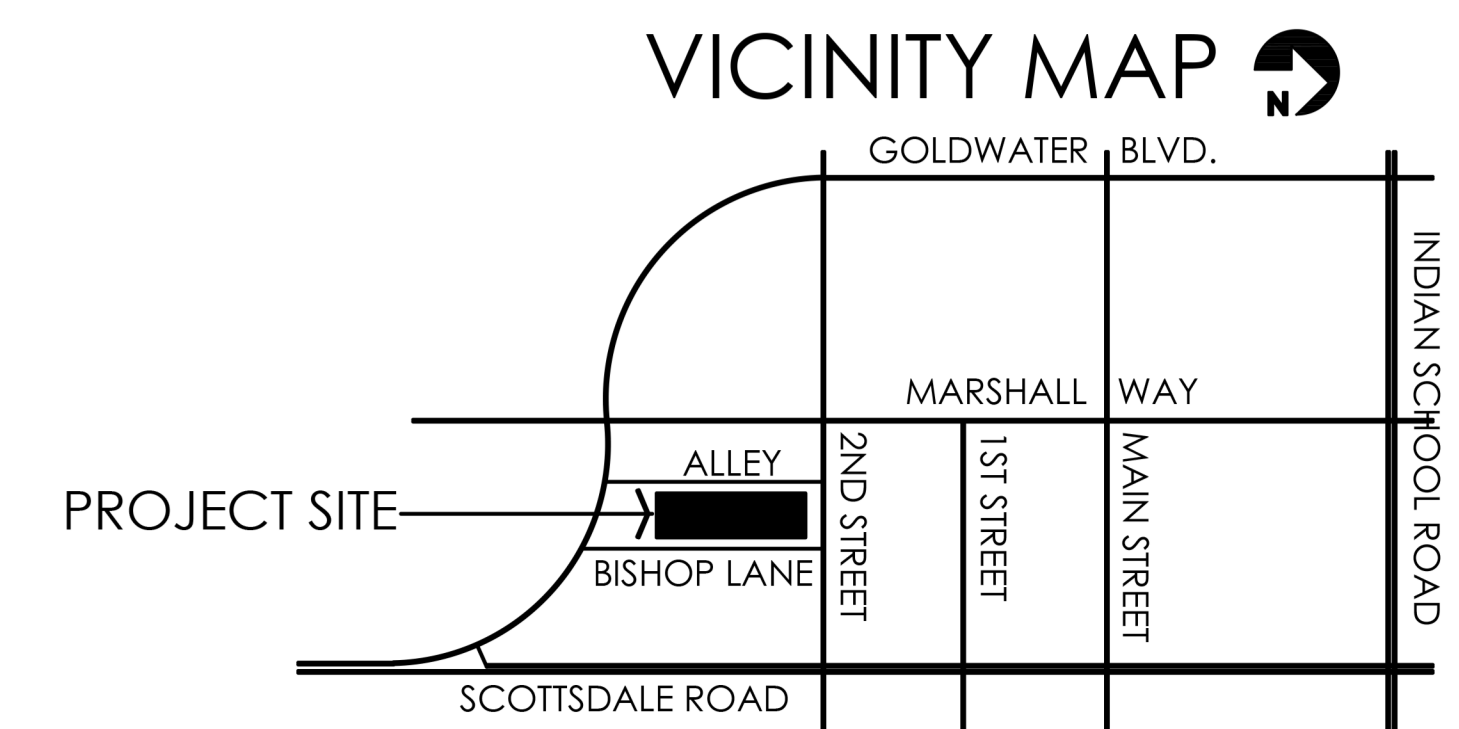 VICINITY MAP
N
GOLDWATER BLVD.
INDIAN SCHOOL ROAD
MARSHALL WAY
2ND STREET
1ST STREET
MAIN STREET
ALLEY
PROJECT SITE
BISHOP LANE
SCOTTSDALE ROAD